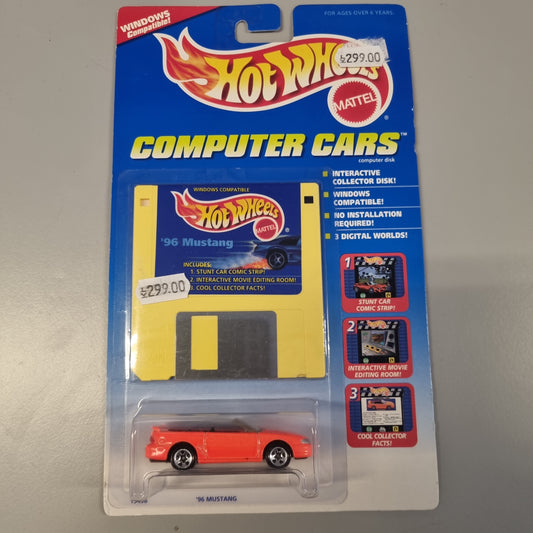 WINDOWS
Compatible!
FOR AGES OVER 6 YEARS.
HOT WHEELS
₺299.00
MATTEL
®
COMPUTER CARS™
computer disk
INTERACTIVE
COLLECTOR DISK!
WINDOWS
COMPATIBLE!
NO INSTALLATION
REQUIRED!
3 DIGITAL WORLDS!
WINDOWS COMPATIBLE
Hot Wheels
MATTEL
'96 Mustang
INCLUDES:
1. STUNT CAR COMIC STRIP!
2. INTERACTIVE MOVIE EDITING ROOM!
3. COOL COLLECTOR FACTS!
₺299.00
1
STUNT CAR
COMIC STRIP!
2
INTERACTIVE MOVIE
EDITING ROOM!
3
COOL COLLECTOR
FACTS!
'96 MUSTANG